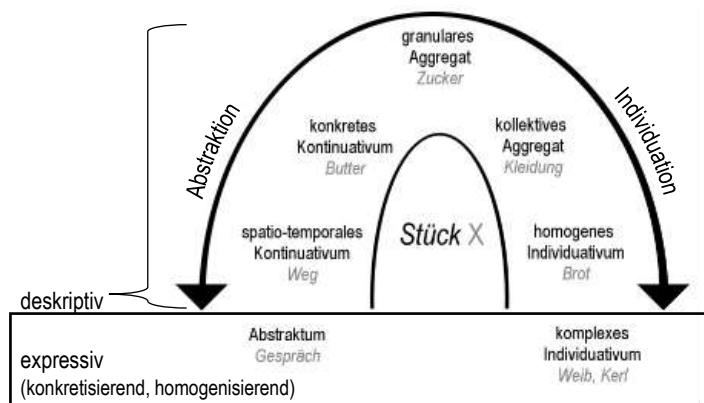 granulares
Aggregat
Zucker
Abstraktion
Individuation
konkretes
Kontinuativum
Butter
kollektives
Aggregat
Kleidung
spatio-temporales
Kontinuativum
Weg
Stück X
homogenes
Individuativum
Brot
deskriptiv
Abstraktum
Gespräch
komplexes
Individuativum
Weib, Kerl
expressiv
(konkretisierend, homogenisierend)